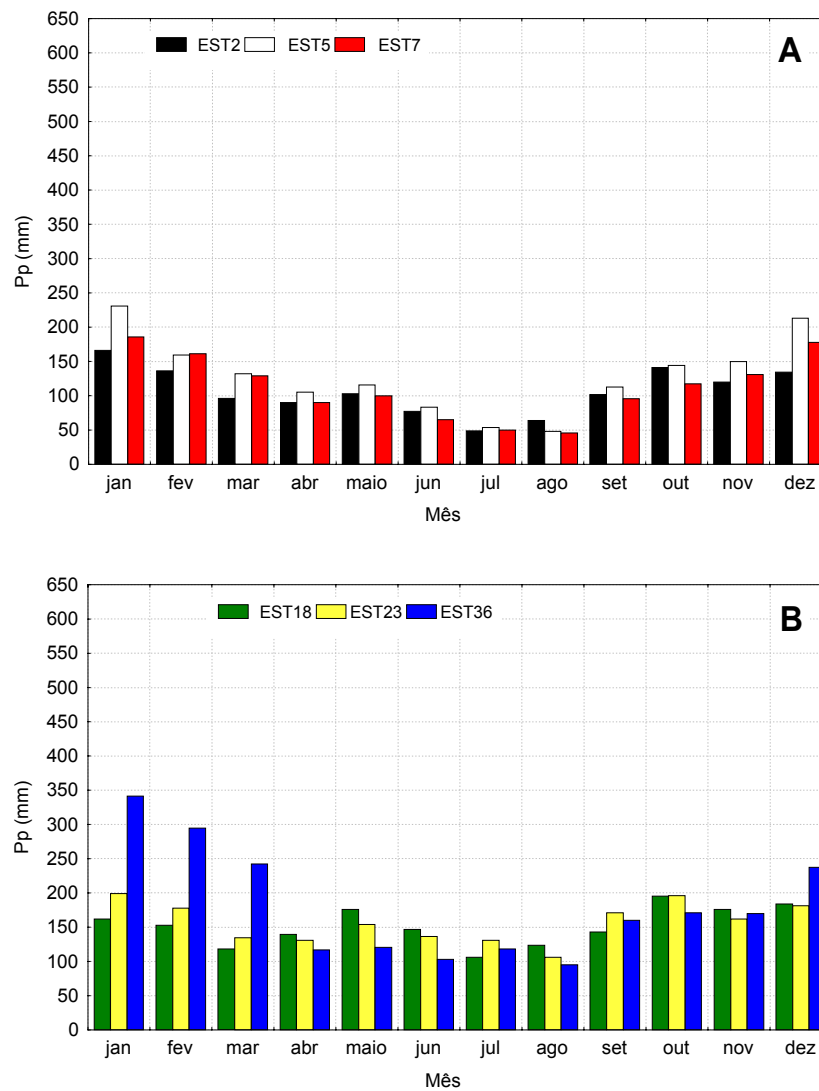 650
EST2 EST5 EST7
A
600
550
500
450
400
350
300
250
200
150
100
50
0
Pp (mm)
jan fev mar abr maio jun jul ago set out nov dez
Mês
650
EST18 EST23 EST36
B
600
550
500
450
400
350
300
250
200
150
100
50
0
Pp (mm)
jan fev mar abr maio jun jul ago set out nov dez
Mês